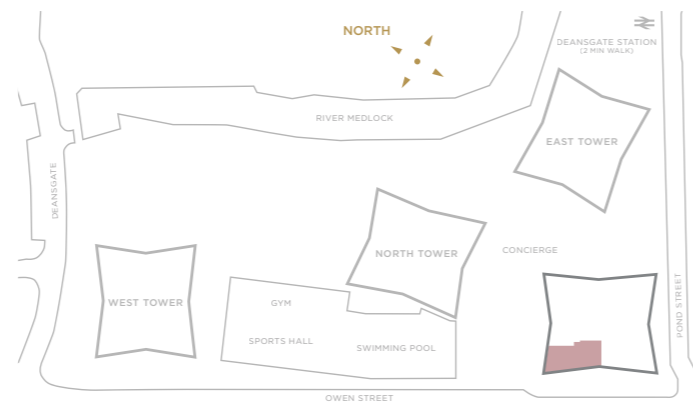 NORTH
DEANSGATE STATION
(2 MIN WALK)
RIVER MEDLOCK
EAST TOWER
DEANSGATE
NORTH TOWER
CONCIERGE
WEST TOWER
GYM
SPORTS HALL
SWIMMING POOL
POND STREET
OWEN STREET